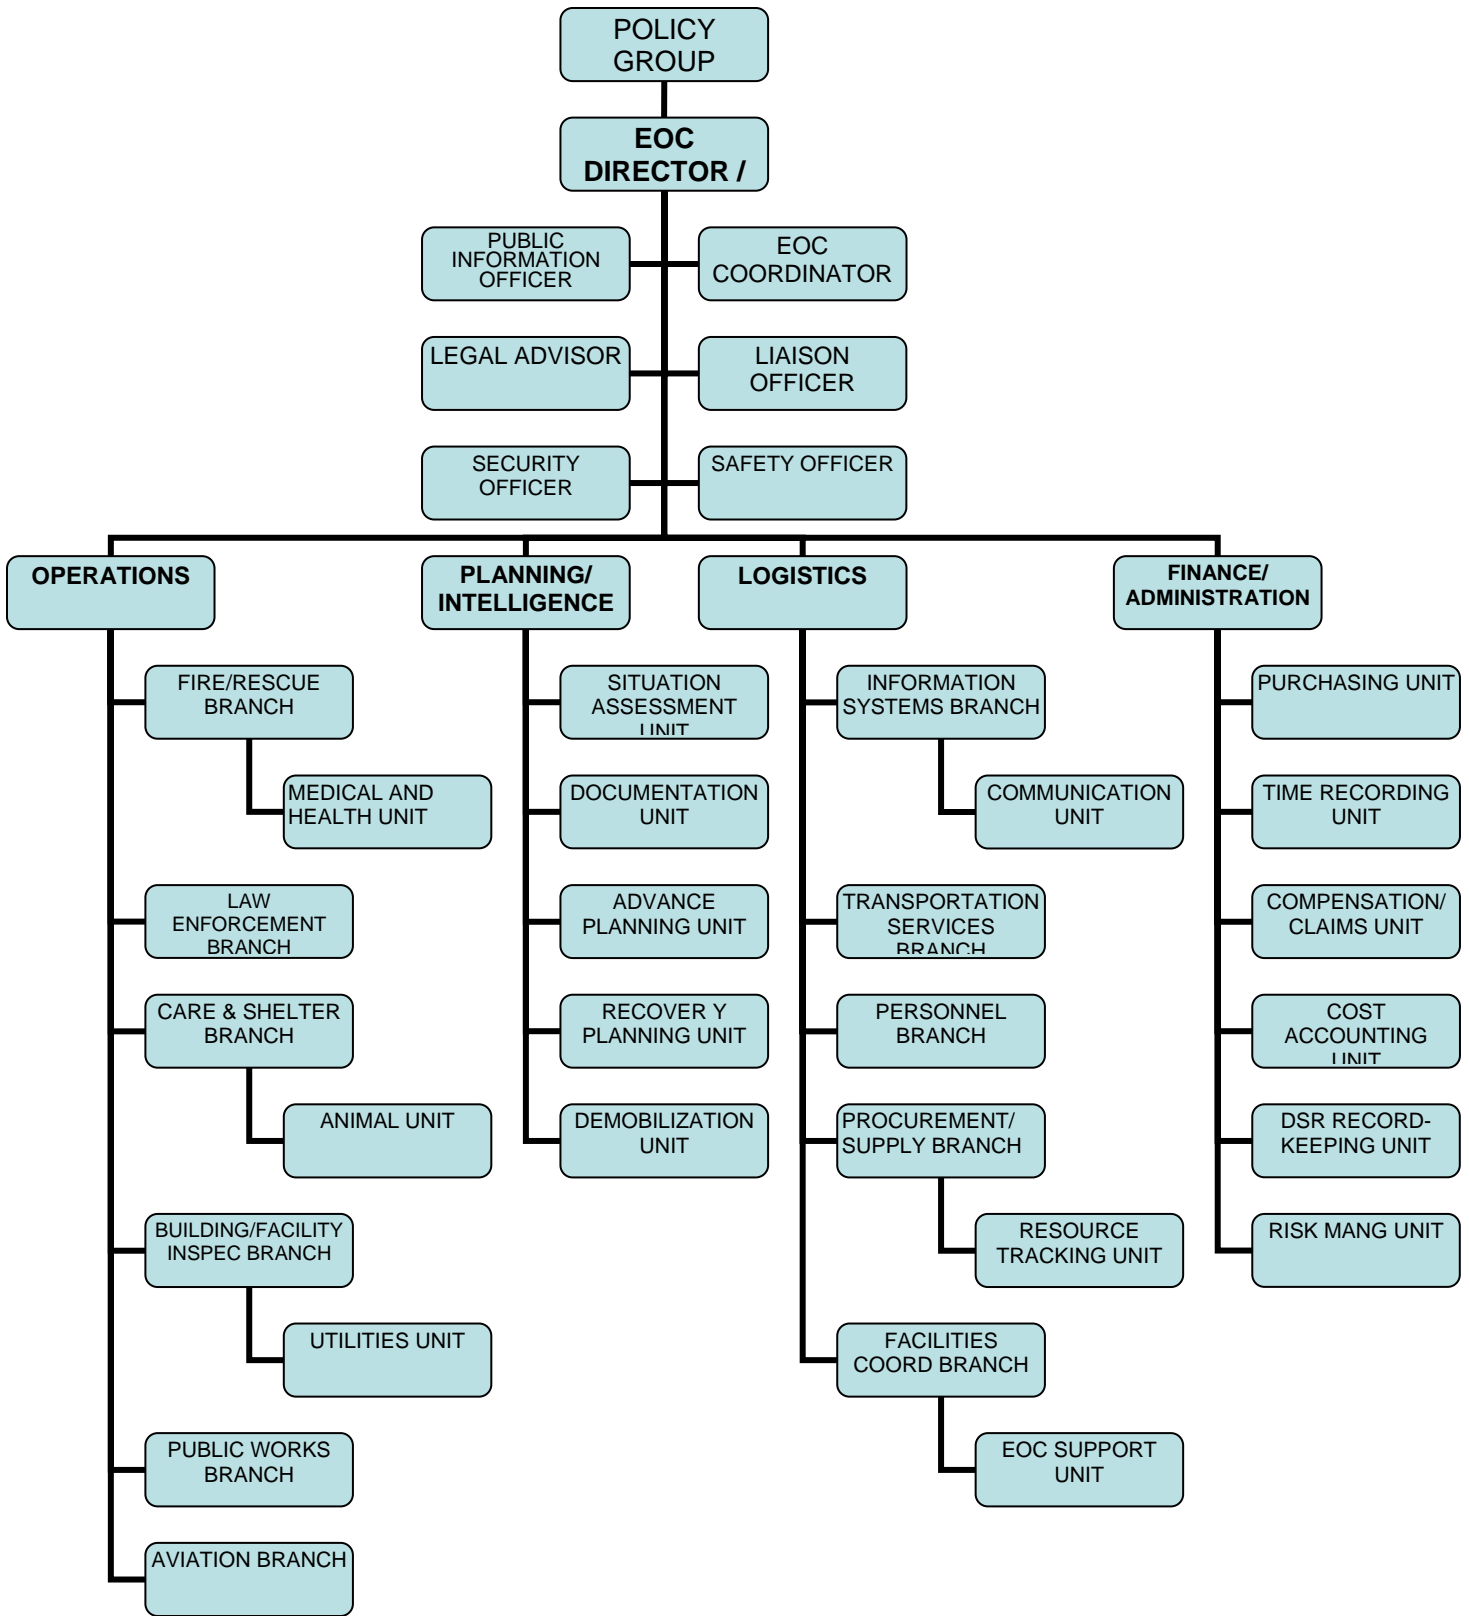 POLICY
GROUP
EOC
DIRECTOR /
PUBLIC
INFORMATION
OFFICER
EOC
COORDINATOR
LEGAL ADVISOR
LIAISON
OFFICER
SECURITY
OFFICER
SAFETY OFFICER
OPERATIONS
PLANNING/
INTELLIGENCE
LOGISTICS
FINANCE/
ADMINISTRATION
FIRE/RESCUE
BRANCH
MEDICAL AND
HEALTH UNIT
LAW
ENFORCEMENT
BRANCH
CARE & SHELTER
BRANCH
ANIMAL UNIT
BUILDING/FACILITY
INSPEC BRANCH
UTILITIES UNIT
PUBLIC WORKS
BRANCH
AVIATION BRANCH
SITUATION
ASSESSMENT
UNIT
DOCUMENTATION
UNIT
ADVANCE
PLANNING UNIT
RECOVER Y
PLANNING UNIT
DEMOBILIZATION
UNIT
INFORMATION
SYSTEMS BRANCH
COMMUNICATION
UNIT
TRANSPORTATION
SERVICES
BRANCH
PERSONNEL
BRANCH
PROCUREMENT/
SUPPLY BRANCH
RESOURCE
TRACKING UNIT
FACILITIES
COORD BRANCH
EOC SUPPORT
UNIT
PURCHASING UNIT
TIME RECORDING
UNIT
COMPENSATION/
CLAIMS UNIT
COST
ACCOUNTING
UNIT
DSR RECORD-
KEEPING UNIT
RISK MANG UNIT